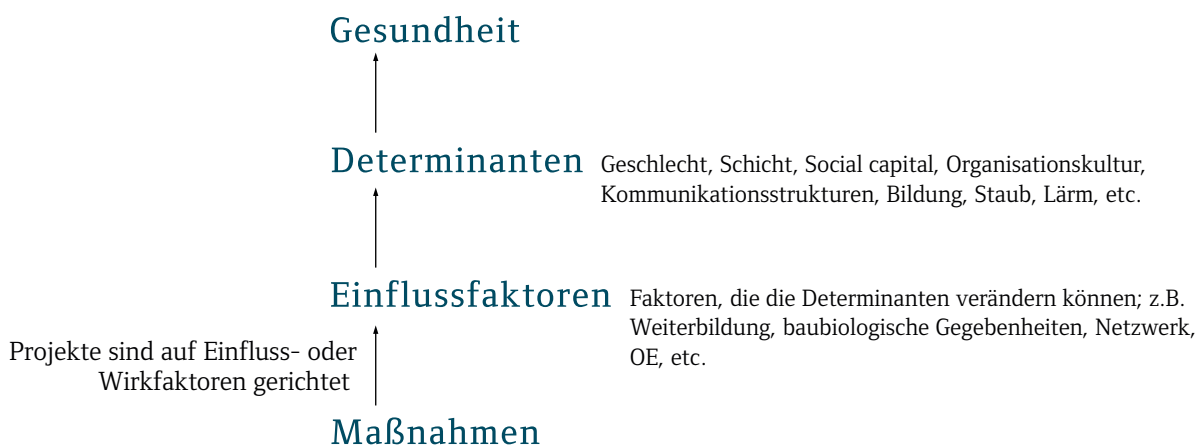 Gesundheit
Determinanten
Geschlecht, Schicht, Social capital, Organisationskultur,
Kommunikationsstrukturen, Bildung, Staub, Lärm, etc.
Einflussfaktoren
Faktoren, die die Determinanten verändern können; z.B.
Weiterbildung, baubiologische Gegebenheiten, Netzwerk,
OE, etc.
Projekte sind auf Einfluss- oder
Wirkfaktoren gerichtet
Maßnahmen